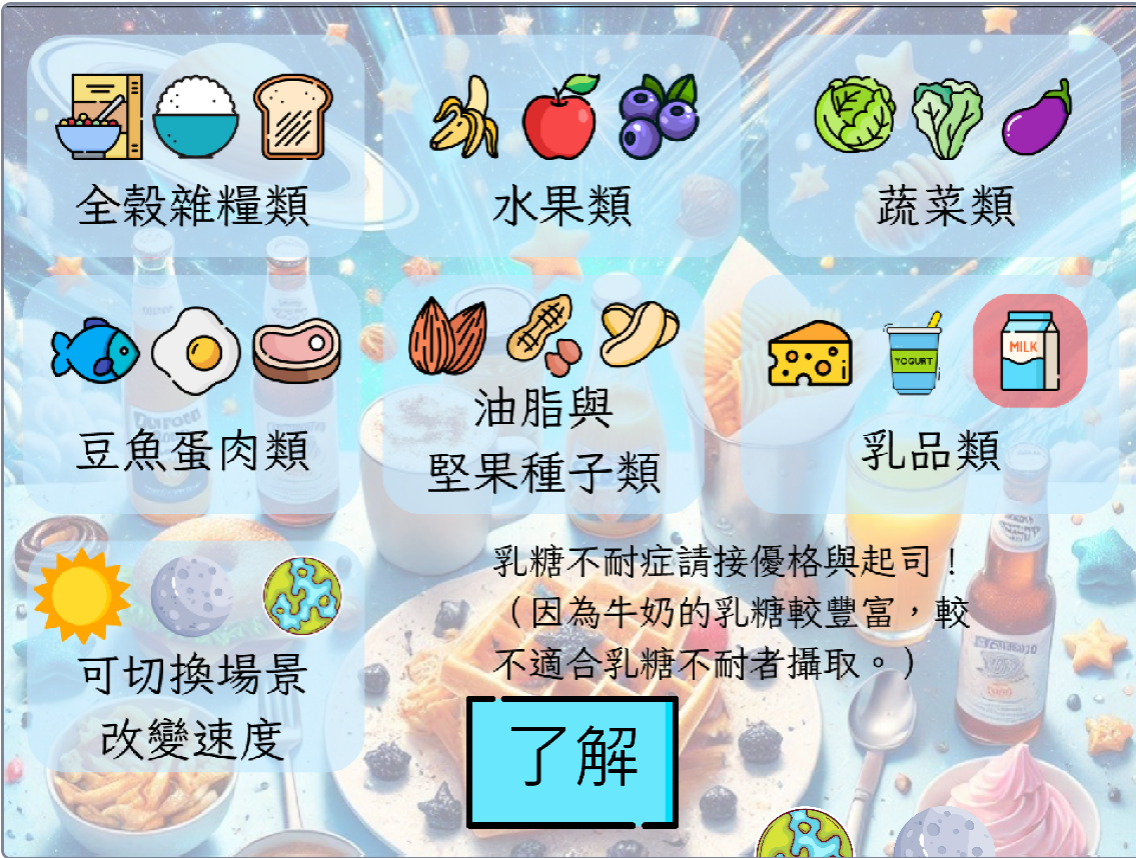 全穀雜糧類
水果類
蔬菜類
YOGURT
MILK
豆魚蛋肉類
油脂與
堅果種子類
乳品類
可切換場景
改變速度
乳糖不耐症請接優格與起司！
（因為牛奶的乳糖較豐富，較
不適合乳糖不耐者攝取。）
了解